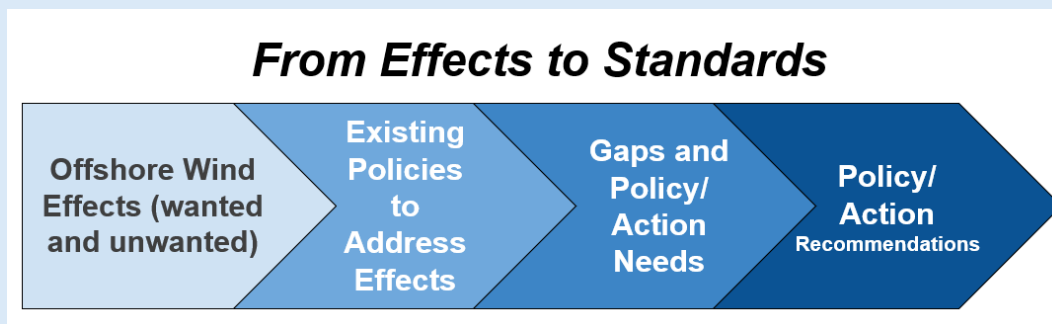 From Effects to Standards
Offshore Wind
Effects (wanted
and unwanted)
Existing
Policies
to
Address
Effects
Gaps and
Policy/
Action
Needs
Policy/
Action
Recommendations